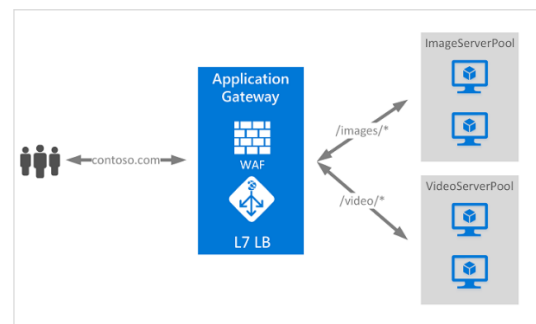 ImageServerPool
Application
Gateway
/images/*
WAF
contoso.com
VideoServerPool
/video/*
L7 LB